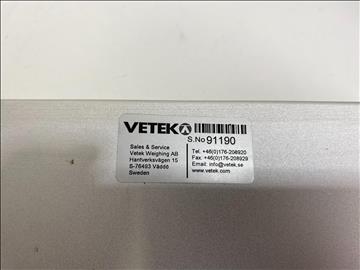 VETEK
S.No 91190
Sales & Service
Vetek Weighing AB
Hantverksvägen 15
S-76493 Väddö
Sweden
Tel. +46(0)176-208920
Fax. +46(0)176-208929
Email: info@vetek.se
www.vetek.com